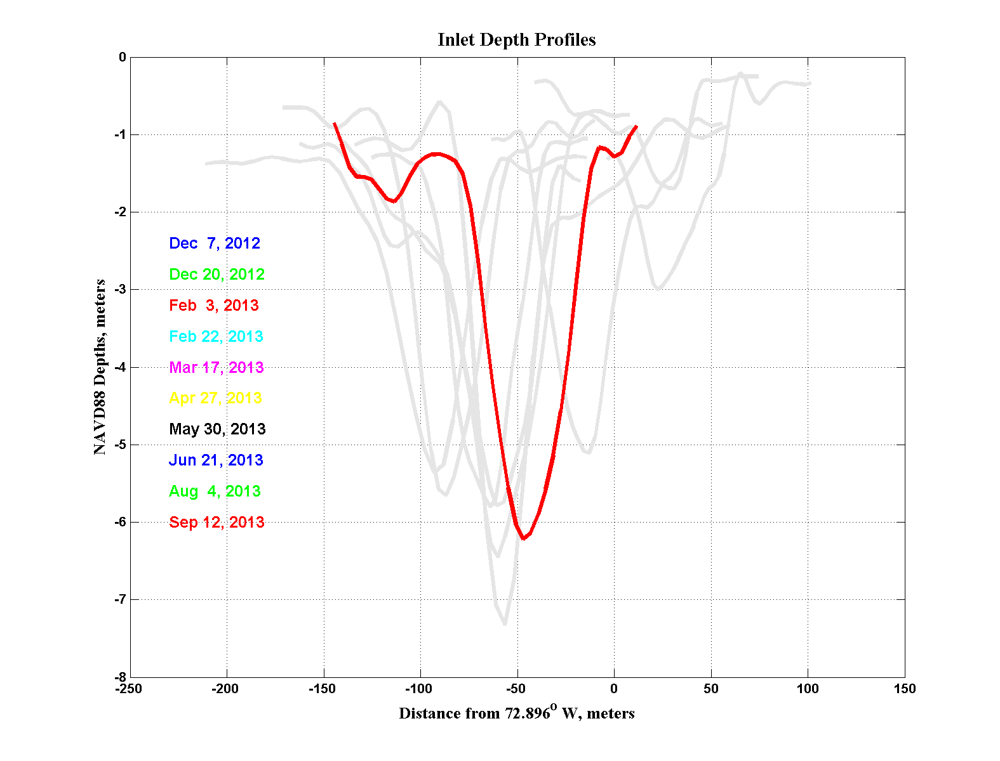 Inlet Depth Profiles
0
-1
-2
-3
-4
-5
-6
-7
-8
NAVD88 Depths, meters
Dec 7, 2012
Dec 20, 2012
Feb 3, 2013
Feb 22, 2013
Mar 17, 2013
Apr 27, 2013
May 30, 2013
Jun 21, 2013
Aug 4, 2013
Sep 12, 2013
-250 -200 -150 -100 -50 0 50 100 150
Distance from 72.896° W, meters